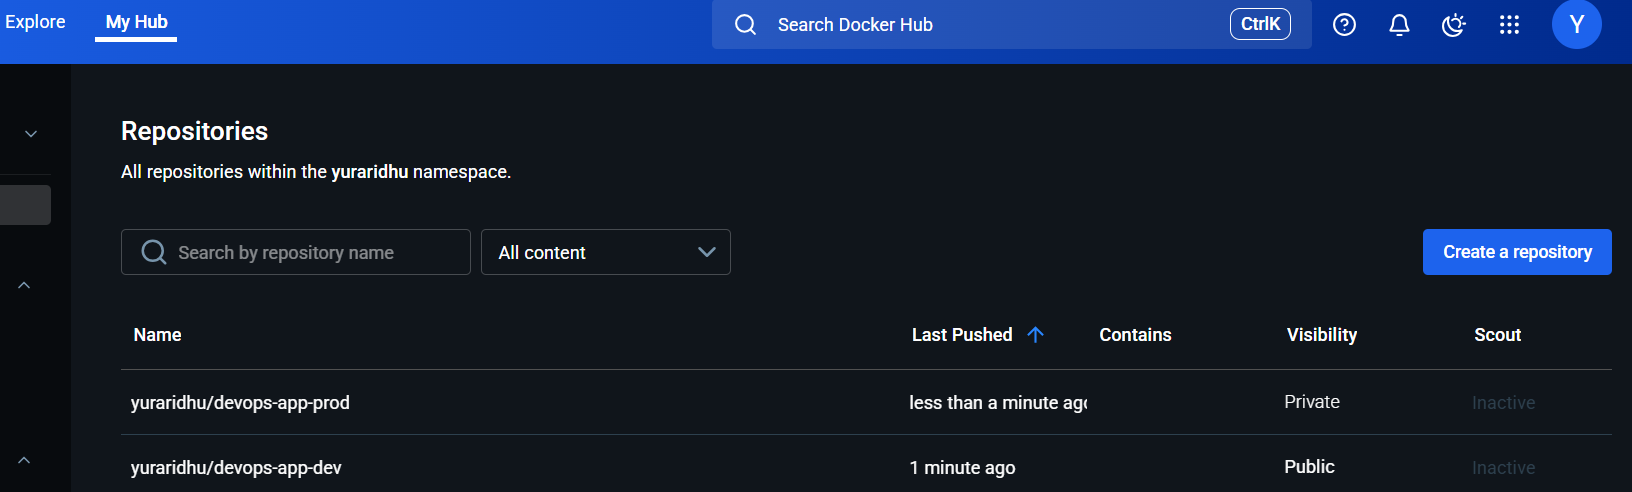 Explore My Hub Search Docker Hub CtrlK Y
Repositories
All repositories within the yuraridhu namespace.
Search by repository name All content Create a repository
Name Last Pushed Contains Visibility Scout
yuraridhu/devops-app-prod less than a minute ago Private Inactive
yuraridhu/devops-app-dev 1 minute ago Public Inactive